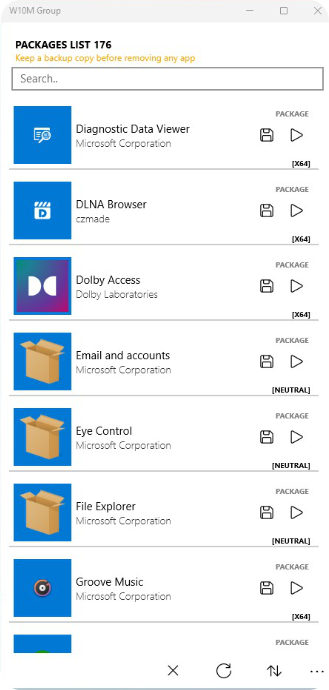 W10M Group
PACKAGES LIST 176
Keep a backup copy before removing any app
Search..
PACKAGE
Diagnostic Data Viewer
Microsoft Corporation
[X64]
PACKAGE
DLNA Browser
czmade
[X64]
PACKAGE
Dolby Access
Dolby Laboratories
[X64]
PACKAGE
Email and accounts
Microsoft Corporation
[NEUTRAL]
PACKAGE
Eye Control
Microsoft Corporation
[NEUTRAL]
PACKAGE
File Explorer
Microsoft Corporation
[NEUTRAL]
PACKAGE
Groove Music
Microsoft Corporation
[X64]
PACKAGE